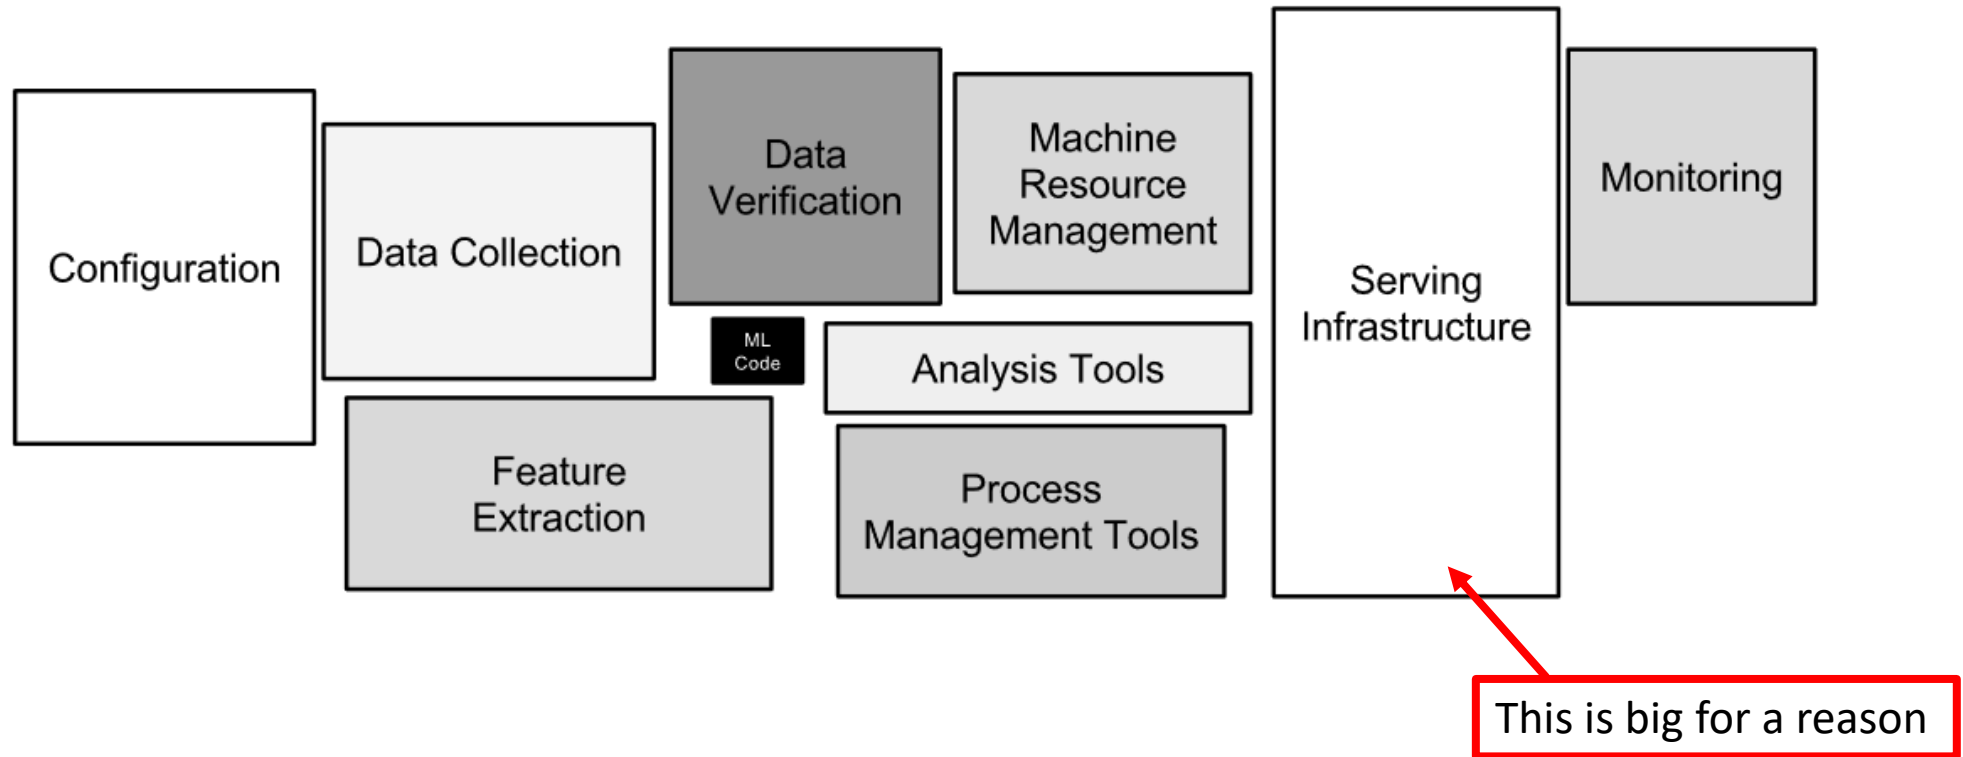 Configuration
Data Collection
Feature
Extraction
Data
Verification
ML
Code
Machine
Resource
Management
Analysis Tools
Process
Management Tools
Serving
Infrastructure
Monitoring
This is big for a reason